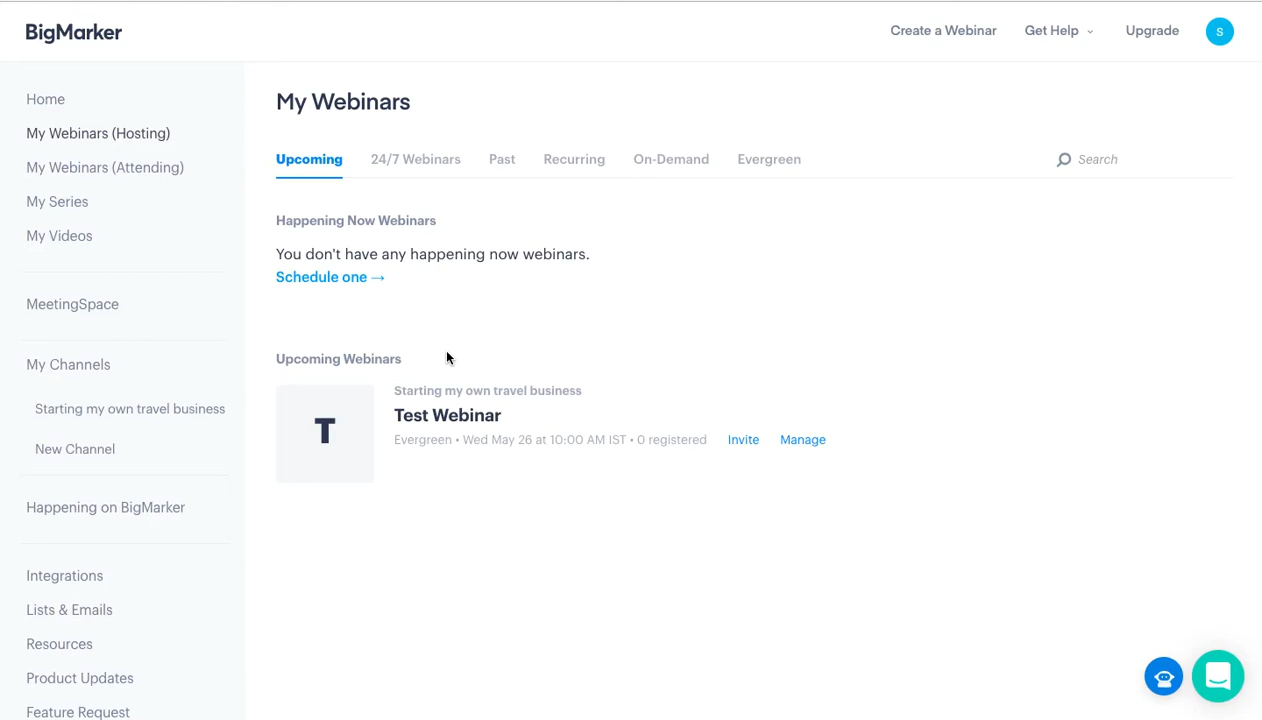 BigMarker
Create a Webinar
Get Help
Upgrade
S
Home
My Webinars (Hosting)
My Webinars (Attending)
My Series
My Videos
MeetingSpace
My Channels
Starting my own travel business
New Channel
Happening on BigMarker
Integrations
Lists & Emails
Resources
Product Updates
Feature Request
My Webinars
Upcoming
24/7 Webinars
Past
Recurring
On-Demand
Evergreen
Search
Happening Now Webinars
You don't have any happening now webinars.
Schedule one →
Upcoming Webinars
T
Starting my own travel business
Test Webinar
Evergreen • Wed May 26 at 10:00 AM IST • 0 registered
Invite
Manage